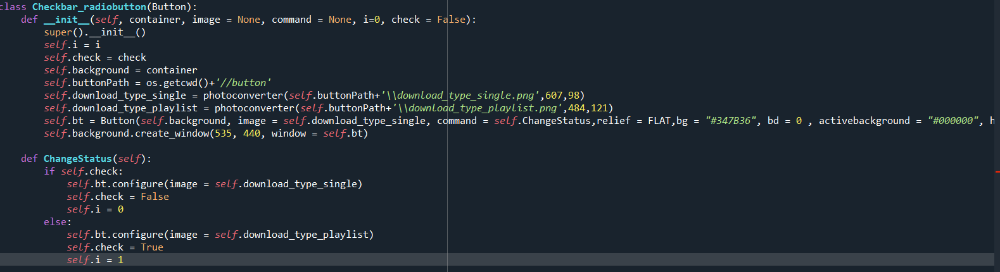 class Checkbar_radiobutton(Button):
    def __init__(self, container, image = None, command = None, i=0, check = False):
        super().__init__()
        self.i = i
        self.check = check
        self.background = container
        self.buttonPath = os.getcwd()+'//button'
        self.download_type_single = photoconverter(self.buttonPath+'\\download_type_single.png',607,98)
        self.download_type_playlist = photoconverter(self.buttonPath+'\\download_type_playlist.png',484,121)
        self.bt = Button(self.background, image = self.download_type_single, command = self.ChangeStatus,relief = FLAT,bg = "#347B36", bd = 0 , activebackground = "#000000", h
        self.background.create_window(535, 440, window = self.bt)
    def ChangeStatus(self):
        if self.check:
            self.bt.configure(image = self.download_type_single)
            self.check = False
            self.i = 0
        else:
            self.bt.configure(image = self.download_type_playlist)
            self.check = True
            self.i = 1